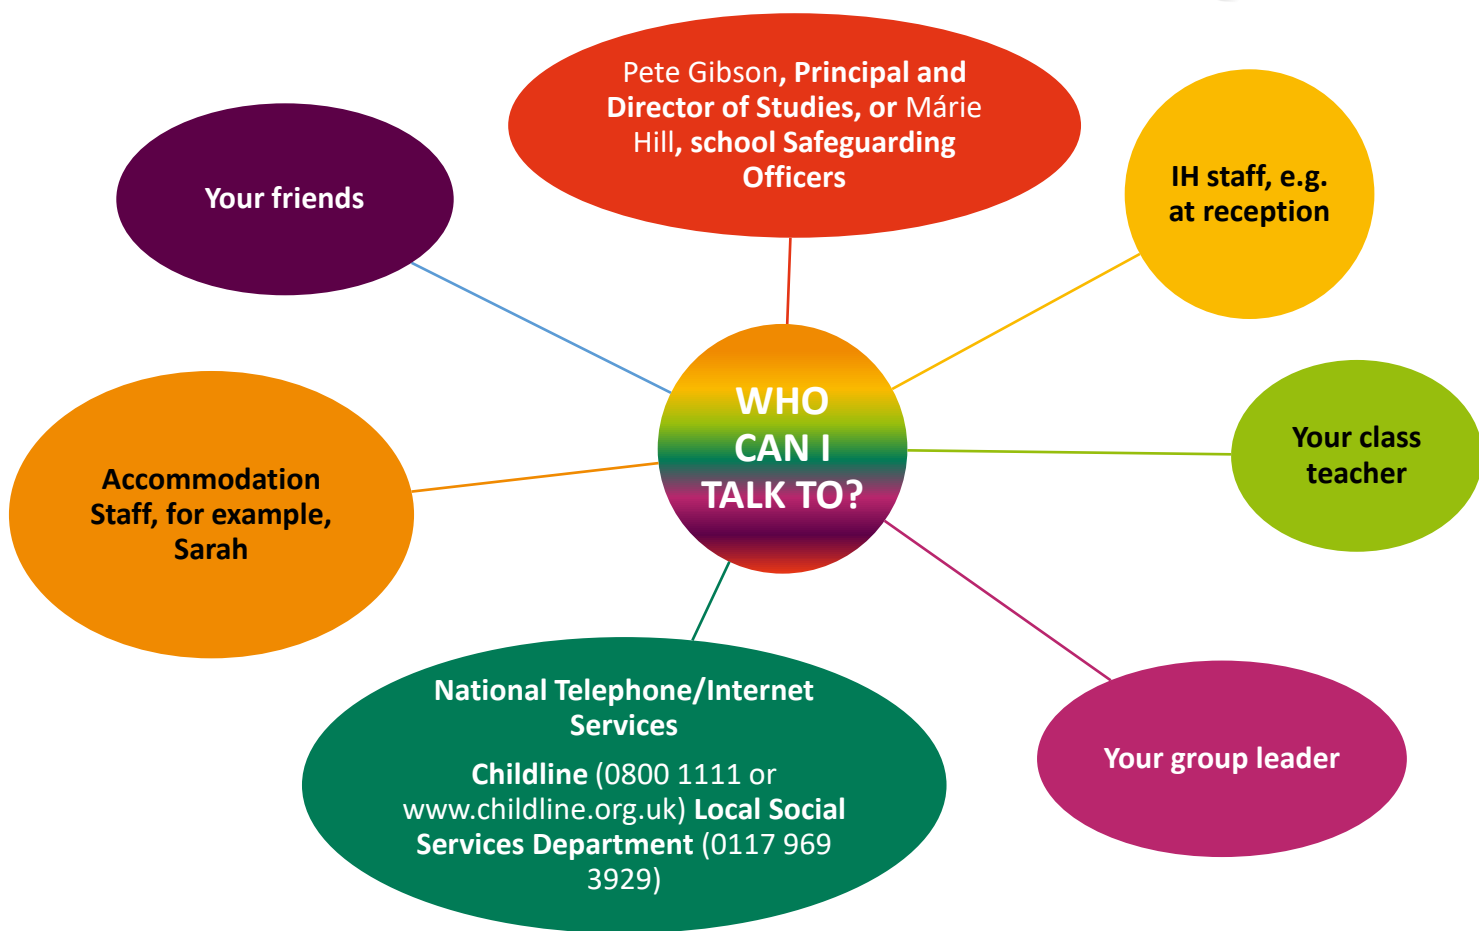 Pete Gibson, Principal and
Director of Studies, or Márie
Hill, school Safeguarding
Officers
IH staff, e.g.
at reception
Your friends
WHO
CAN I
TALK TO?
Your class
teacher
Accommodation
Staff, for example,
Sarah
National Telephone/Internet
Services
Childline (0800 1111 or
www.childline.org.uk) Local Social
Services Department (0117 969
3929)
Your group leader